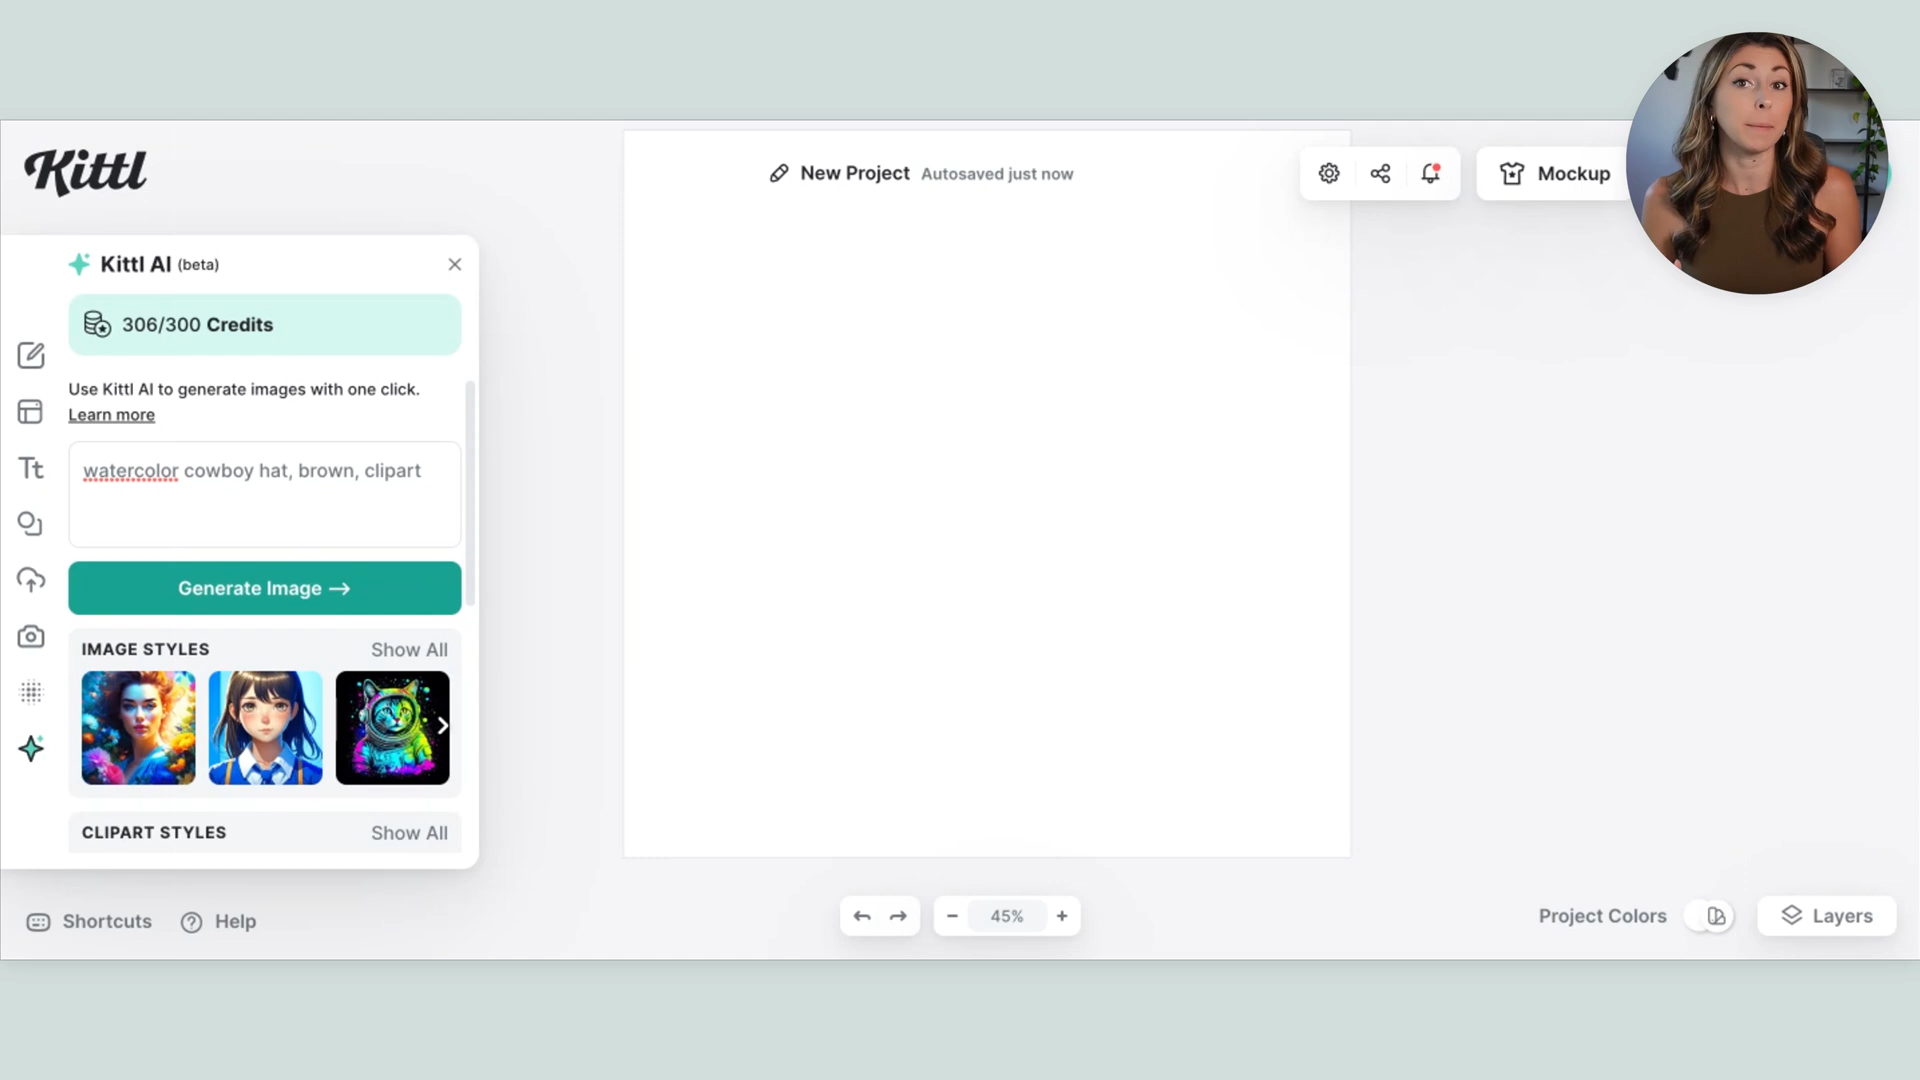 Kittl
New Project Autosaved just now
Mockup
Kittl AI (beta)
306/300 Credits
Use Kittl AI to generate images with one click.
Learn more
watercolor cowboy hat, brown, clipart
Generate Image →
IMAGE STYLES Show All
CLIPART STYLES Show All
Tt
Shortcuts Help
45%
Project Colors
Layers